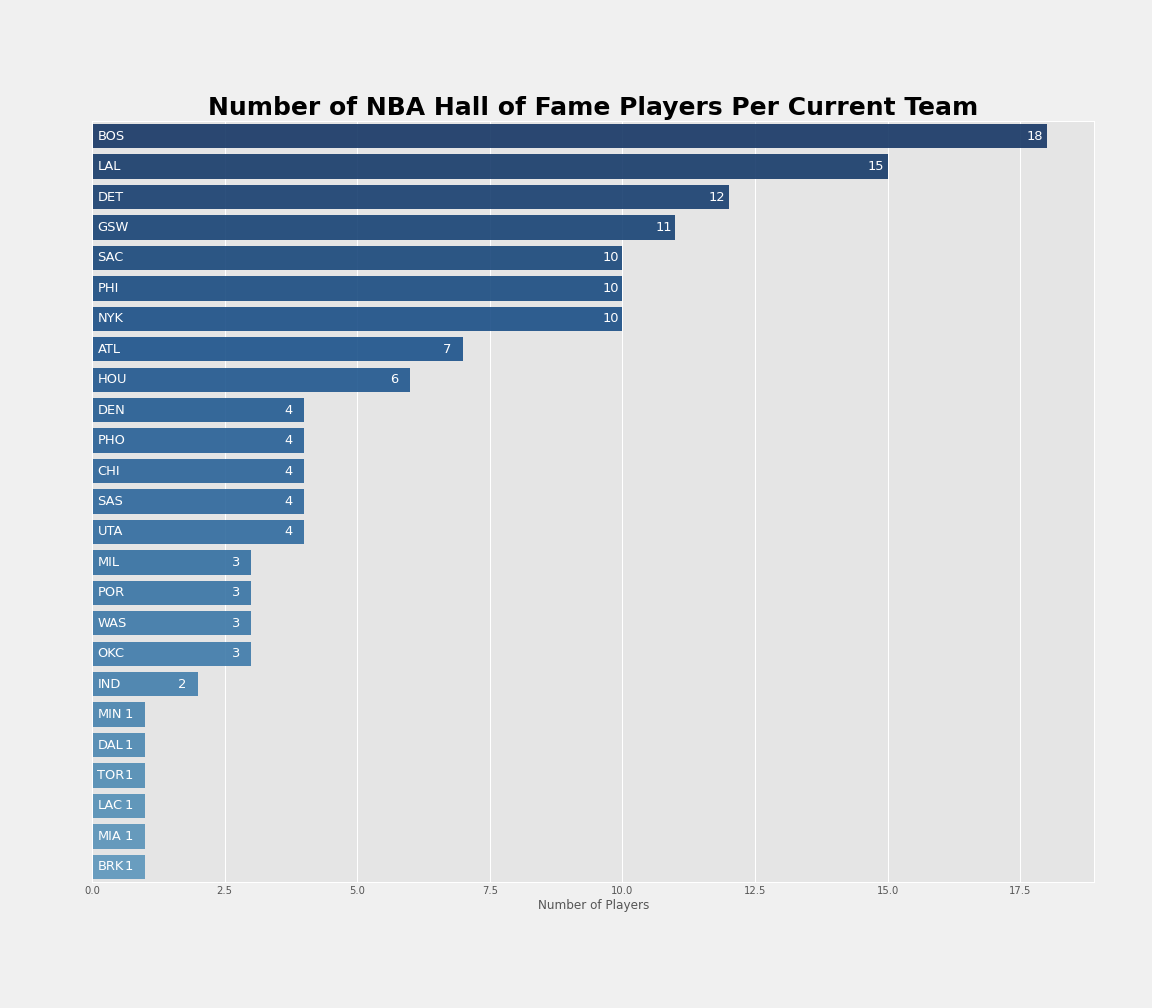 Number of NBA Hall of Fame Players Per Current Team
BOS 18
LAL 15
DET 12
GSW 11
SAC 10
PHI 10
NYK 10
ATL 7
HOU 6
DEN 4
PHO 4
CHI 4
SAS 4
UTA 4
MIL 3
POR 3
WAS 3
OKC 3
IND 2
MIN 1
DAL 1
TOR 1
LAC 1
MIA 1
BRK 1
0.0 2.5 5.0 7.5 10.0 12.5 15.0 17.5
Number of Players